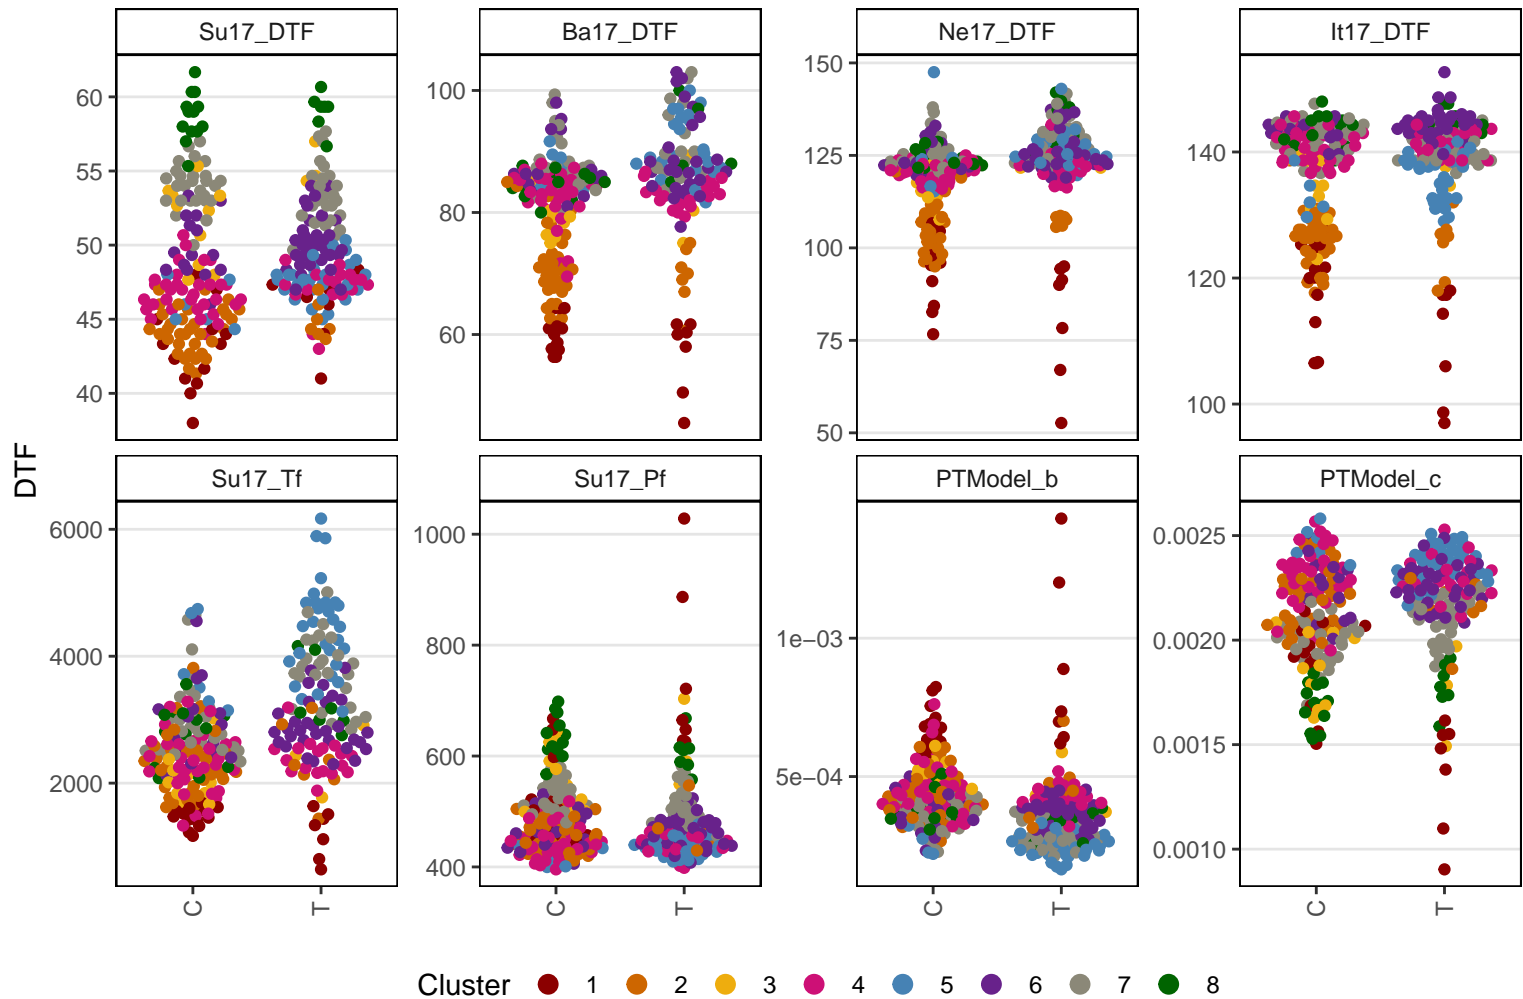 Su17_DTF
Ba17_DTF
Ne17_DTF
It17_DTF
60
55
50
45
40
100
80
60
150
125
100
75
50
140
120
100
DTF
Su17_Tf
Su17_Pf
PTModel_b
PTModel_c
6000
4000
2000
1000
800
600
400
1e−03
5e−04
0.0025
0.0020
0.0015
0.0010
C
T
C
T
C
T
C
T
Cluster 1 2 3 4 5 6 7 8